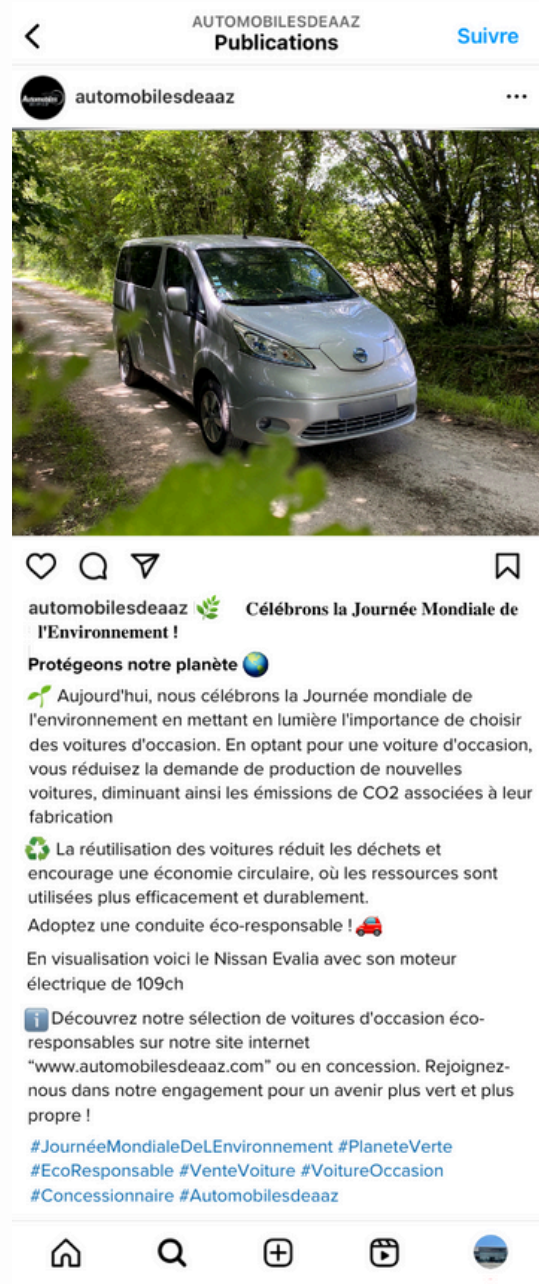 AUTOMOBILESDEAAZ
Publications
Suivre
automobilesdeaaz
automobilesdeaaz 🌿 Célébrons la Journée Mondiale de
l'Environnement !
Protégeons notre planète 🌍
🌱 Aujourd'hui, nous célébrons la Journée mondiale de
l'environnement en mettant en lumière l'importance de choisir
des voitures d'occasion. En optant pour une voiture d'occasion,
vous réduisez la demande de production de nouvelles
voitures, diminuant ainsi les émissions de CO2 associées à leur
fabrication
♻️ La réutilisation des voitures réduit les déchets et
encourage une économie circulaire, où les ressources sont
utilisées plus efficacement et durablement.
Adoptez une conduite éco-responsable ! 🚗
En visualisation voici le Nissan Evalia avec son moteur
électrique de 109ch
ℹ️ Découvrez notre sélection de voitures d'occasion éco-
responsables sur notre site internet
“www.automobilesdeaaz.com” ou en concession. Rejoignez-
nous dans notre engagement pour un avenir plus vert et plus
propre !
#JournéeMondialeDeLEnvironnement #PlaneteVerte
#EcoResponsable #VenteVoiture #VoitureOccasion
#Concessionnaire #Automobilesdeaaz